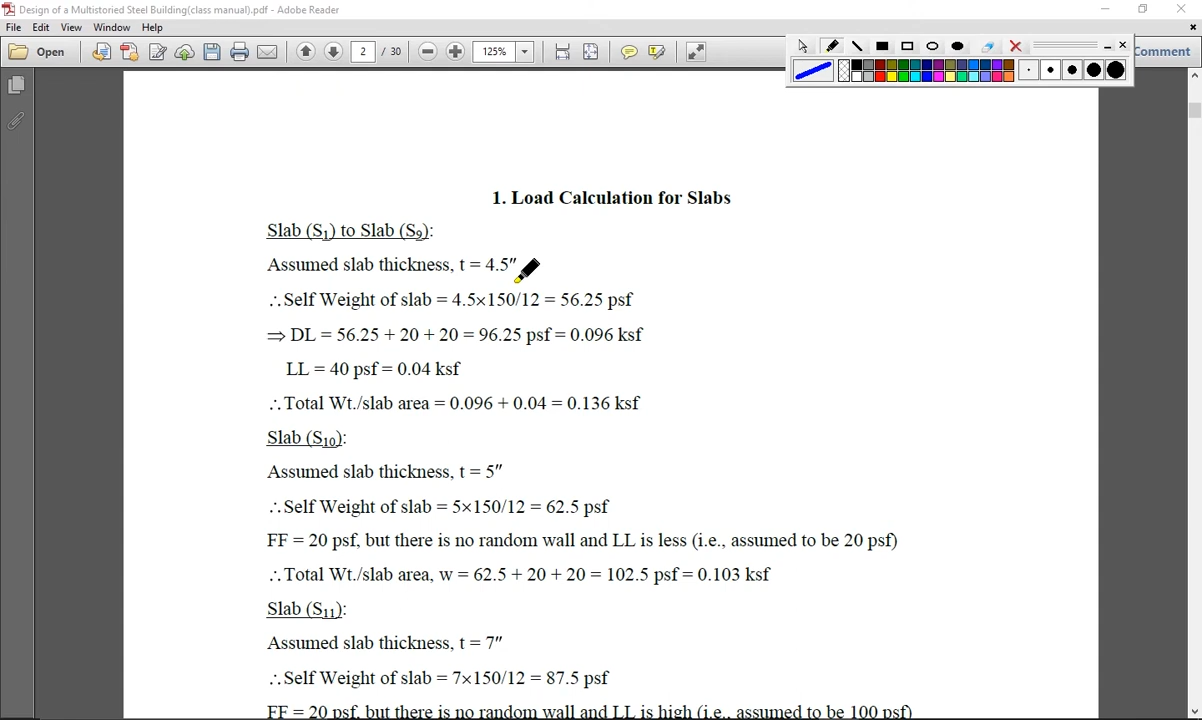 Design of a Multistoried Steel Building(class manual).pdf - Adobe Reader
File Edit View Window Help
Open 2 / 30 125% Comment
1. Load Calculation for Slabs
Slab (S₁) to Slab (S₉):
Assumed slab thickness, t = 4.5″
∴Self Weight of slab = 4.5×150/12 = 56.25 psf
⇒ DL = 56.25 + 20 + 20 = 96.25 psf = 0.096 ksf
LL = 40 psf = 0.04 ksf
∴Total Wt./slab area = 0.096 + 0.04 = 0.136 ksf
Slab (S₁₀):
Assumed slab thickness, t = 5″
∴Self Weight of slab = 5×150/12 = 62.5 psf
FF = 20 psf, but there is no random wall and LL is less (i.e., assumed to be 20 psf)
∴Total Wt./slab area, w = 62.5 + 20 + 20 = 102.5 psf = 0.103 ksf
Slab (S₁₁):
Assumed slab thickness, t = 7″
∴Self Weight of slab = 7×150/12 = 87.5 psf
FF = 20 psf, but there is no random wall and LL is high (i.e., assumed to be 100 psf)